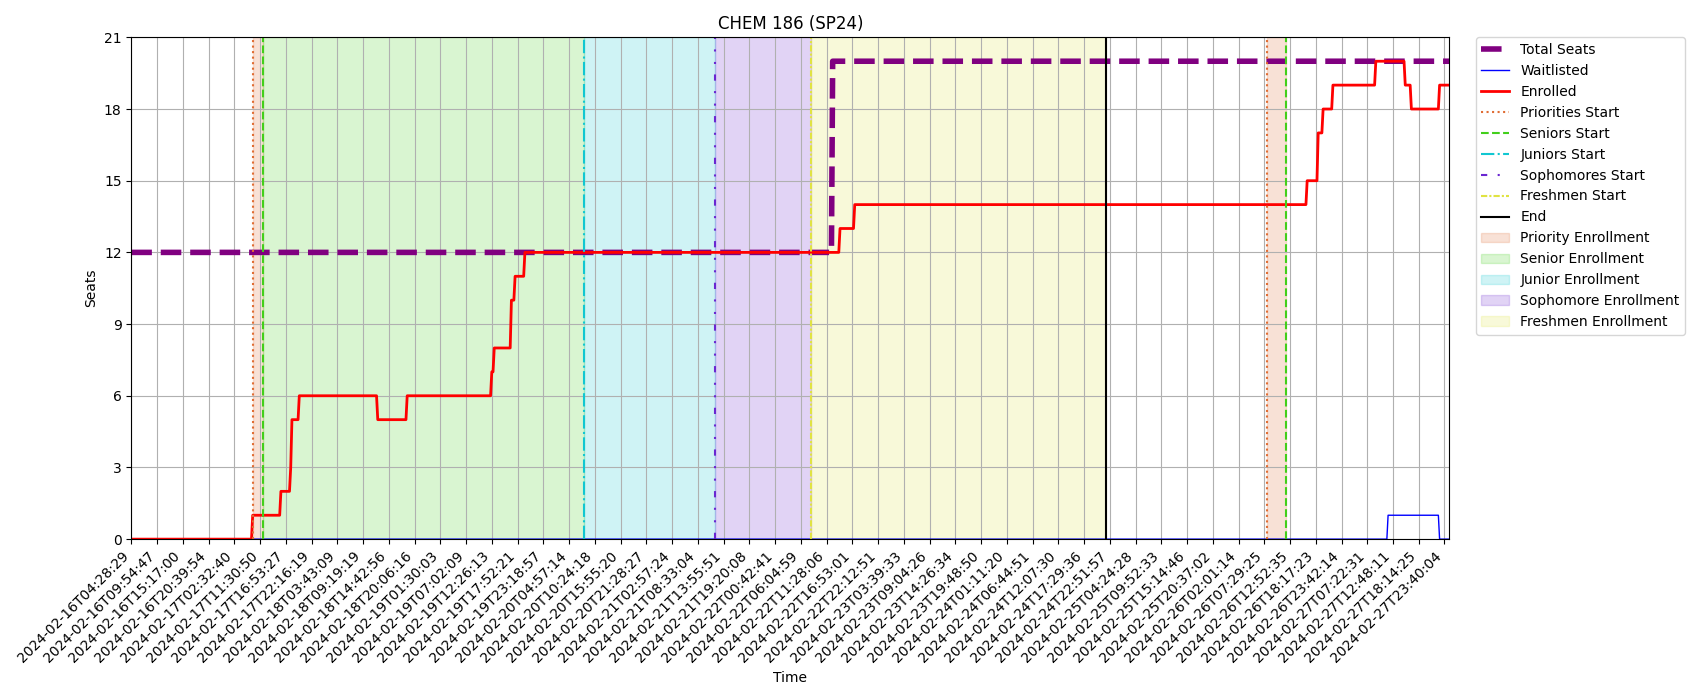 CHEM 186 (SP24)
21
18
15
12
9
6
3
0
Seats
2024-02-16T04:28:29
2024-02-16T09:54:47
2024-02-16T15:17:00
2024-02-16T20:39:54
2024-02-17T02:32:40
2024-02-17T11:30:50
2024-02-17T16:53:27
2024-02-17T22:16:19
2024-02-18T03:43:09
2024-02-18T09:19:19
2024-02-18T14:42:56
2024-02-18T20:06:16
2024-02-19T01:30:03
2024-02-19T07:02:09
2024-02-19T12:26:13
2024-02-19T17:52:21
2024-02-19T23:18:57
2024-02-20T04:57:14
2024-02-20T10:24:18
2024-02-20T15:55:20
2024-02-20T21:28:27
2024-02-21T02:57:24
2024-02-21T08:33:04
2024-02-21T13:55:51
2024-02-21T19:20:08
2024-02-22T00:42:41
2024-02-22T06:04:59
2024-02-22T11:28:06
2024-02-22T16:53:01
2024-02-22T22:12:51
2024-02-23T03:39:33
2024-02-23T09:04:26
2024-02-23T14:26:34
2024-02-23T19:48:50
2024-02-24T01:11:20
2024-02-24T06:44:51
2024-02-24T12:07:30
2024-02-24T17:29:36
2024-02-24T22:51:57
2024-02-25T04:24:28
2024-02-25T09:52:33
2024-02-25T15:14:46
2024-02-25T20:37:02
2024-02-26T02:01:14
2024-02-26T07:29:25
2024-02-26T12:52:35
2024-02-26T18:17:23
2024-02-26T23:42:14
2024-02-27T07:22:31
2024-02-27T12:48:11
2024-02-27T18:14:25
2024-02-27T23:40:04
Time
Total Seats
Waitlisted
Enrolled
Priorities Start
Seniors Start
Juniors Start
Sophomores Start
Freshmen Start
End
Priority Enrollment
Senior Enrollment
Junior Enrollment
Sophomore Enrollment
Freshmen Enrollment